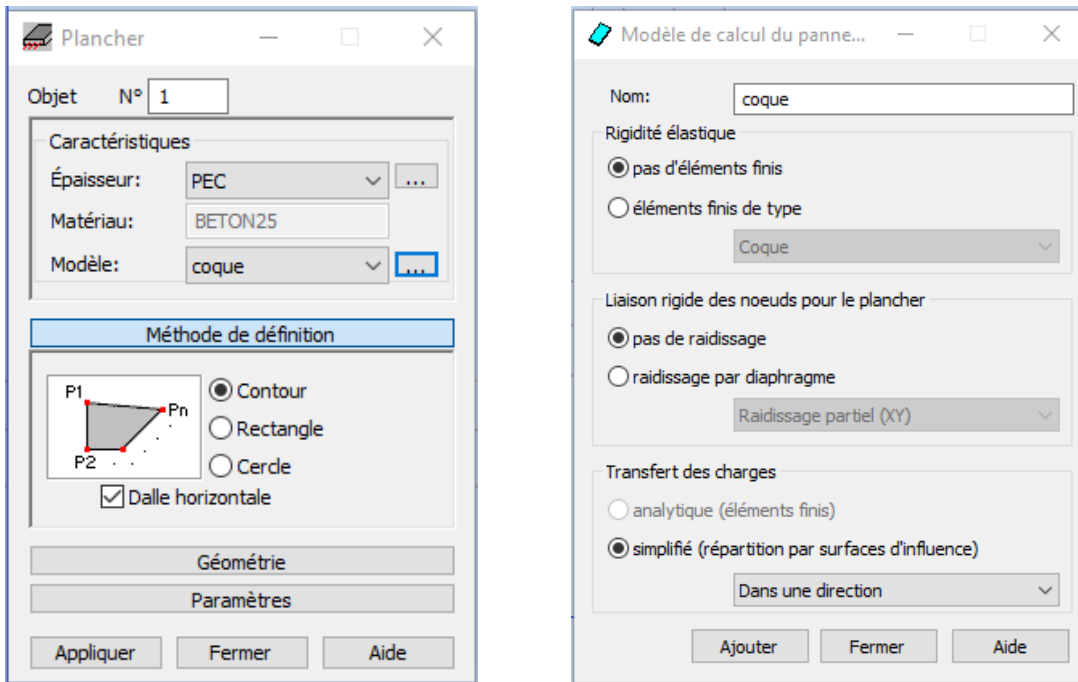 Plancher
Objet N° 1
Caractéristiques
Épaisseur: PEC ...
Matériau: BETON25
Modèle: coque ...
Méthode de définition
P1
Pn
P2 . . .
Contour
Rectangle
Cercle
Dalle horizontale
Géométrie
Paramètres
Appliquer Fermer Aide
Modèle de calcul du panne...
Nom: coque
Rigidité élastique
pas d'éléments finis
éléments finis de type
Coque
Liaison rigide des noeuds pour le plancher
pas de raidissage
raidissage par diaphragme
Raidissage partiel (XY)
Transfert des charges
analytique (éléments finis)
simplifié (répartition par surfaces d'influence)
Dans une direction
Ajouter Fermer Aide